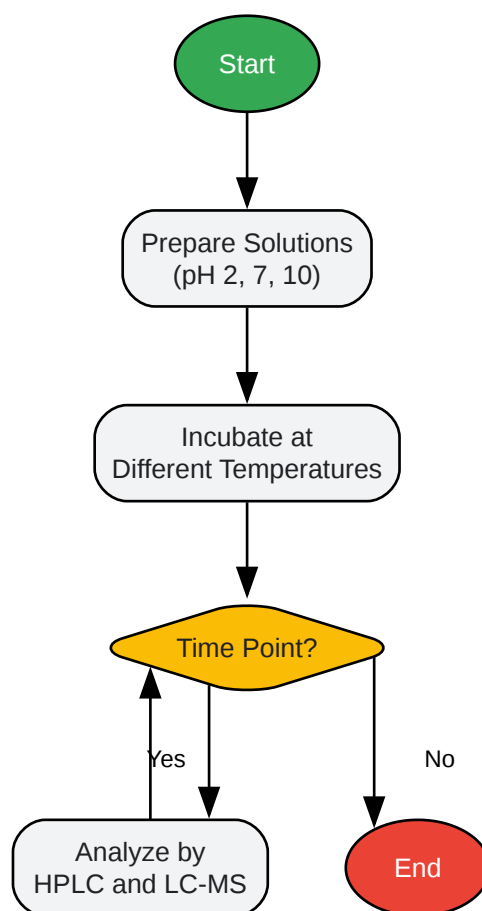 Start
Prepare Solutions
(pH 2, 7, 10)
Incubate at
Different Temperatures
Time Point?
Yes
No
Analyze by
HPLC and LC-MS
End